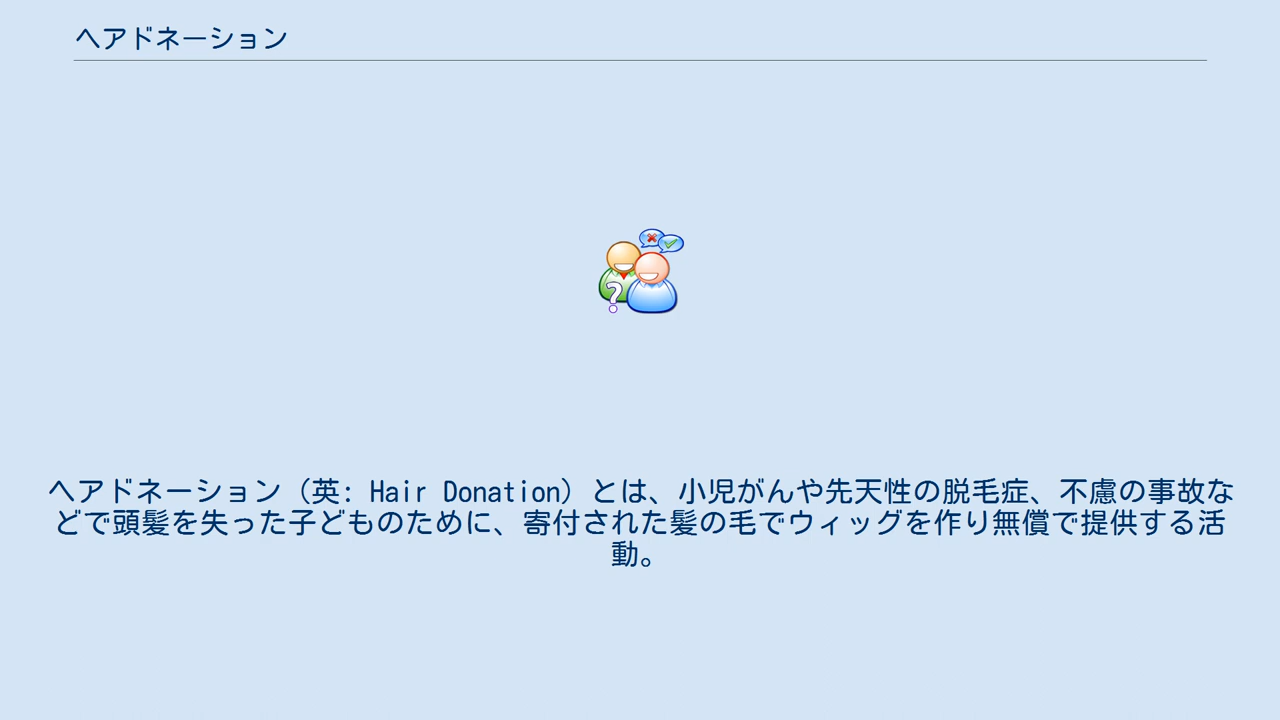 ヘアドネーション
ヘアドネーション（英: Hair Donation）とは、小児がんや先天性の脱毛症、不慮の事故な
どで頭髪を失った子どものために、寄付された髪の毛でウィッグを作り無償で提供する活
動。